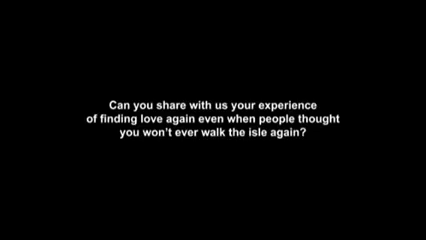 Can you share with us your experience
of finding love again even when people thought
you won't ever walk the isle again?